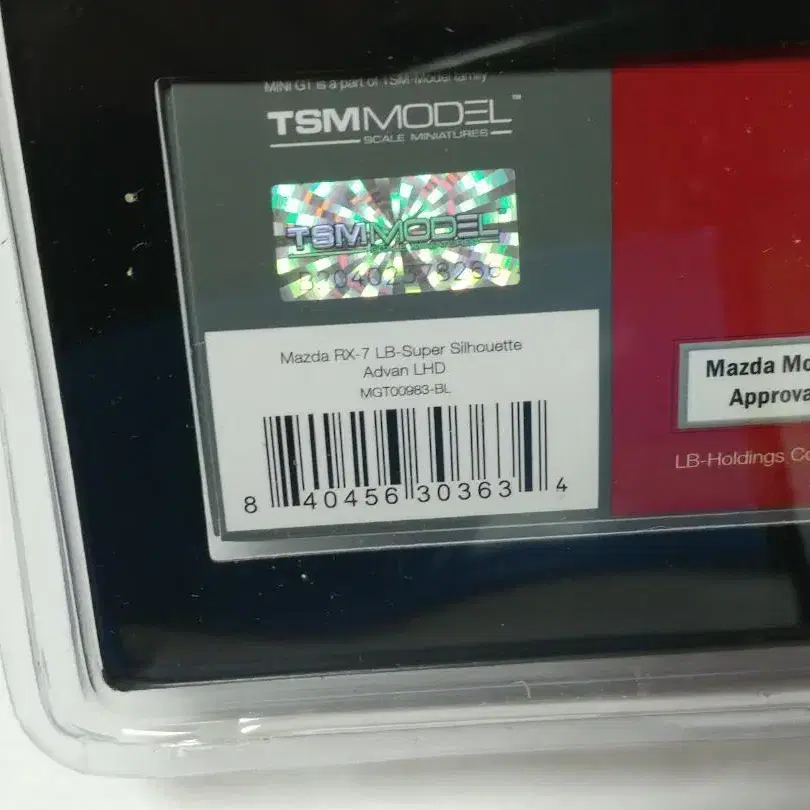 MINI GT is a part of TSM-Model family
TSMMODEL™
SCALE MINIATURES
TSMMODEL
Mazda RX-7 LB-Super Silhouette
Advan LHD
MGT00983-BL
8 40456 30363 4
Mazda Mo
Approva
LB-Holdings Co